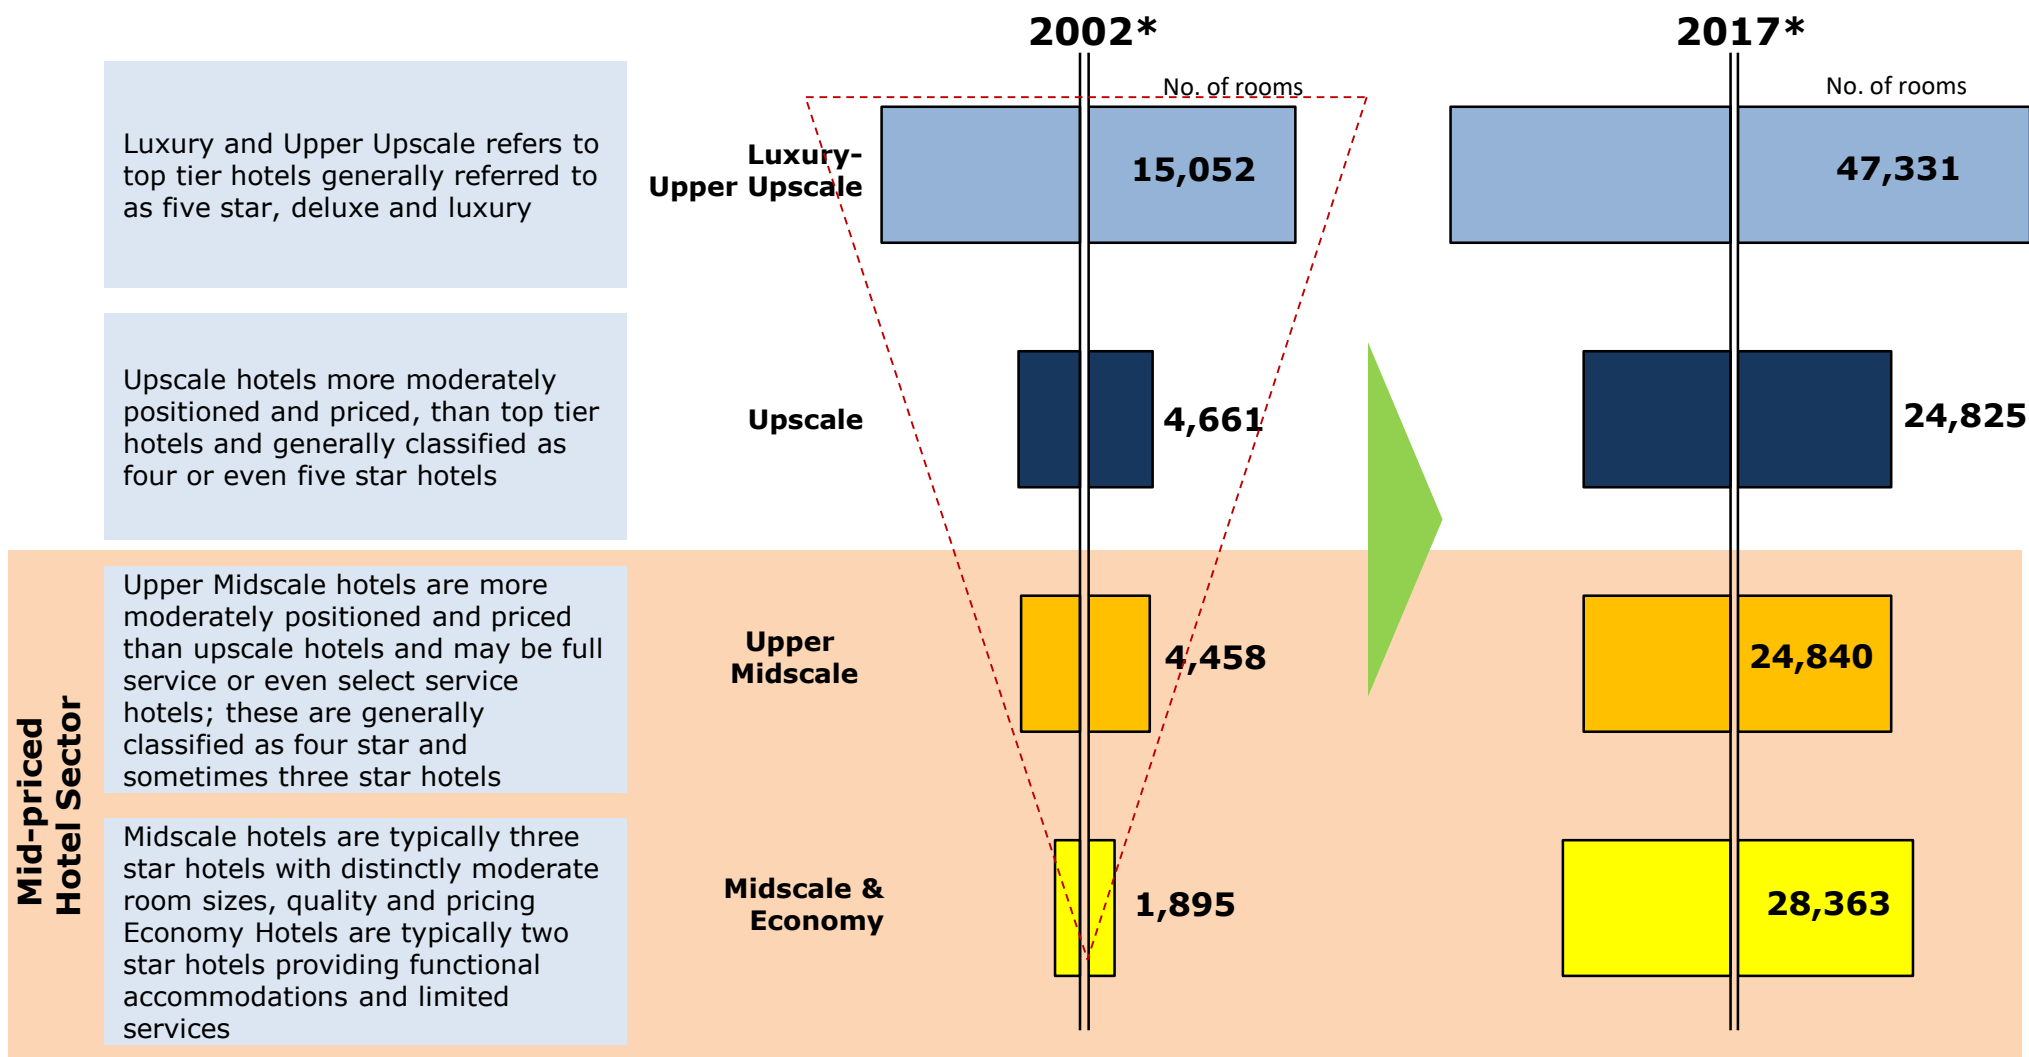 2002*
2017*
No. of rooms
No. of rooms
Luxury and Upper Upscale refers to
top tier hotels generally referred to
as five star, deluxe and luxury
Luxury-
Upper Upscale
15,052
47,331
Upscale hotels more moderately
positioned and priced, than top tier
hotels and generally classified as
four or even five star hotels
Upscale
4,661
24,825
Mid-priced
Hotel Sector
Upper Midscale hotels are more
moderately positioned and priced
than upscale hotels and may be full
service or even select service
hotels; these are generally
classified as four star and
sometimes three star hotels
Upper
Midscale
4,458
24,840
Midscale hotels are typically three
star hotels with distinctly moderate
room sizes, quality and pricing
Economy Hotels are typically two
star hotels providing functional
accommodations and limited
services
Midscale &
Economy
1,895
28,363